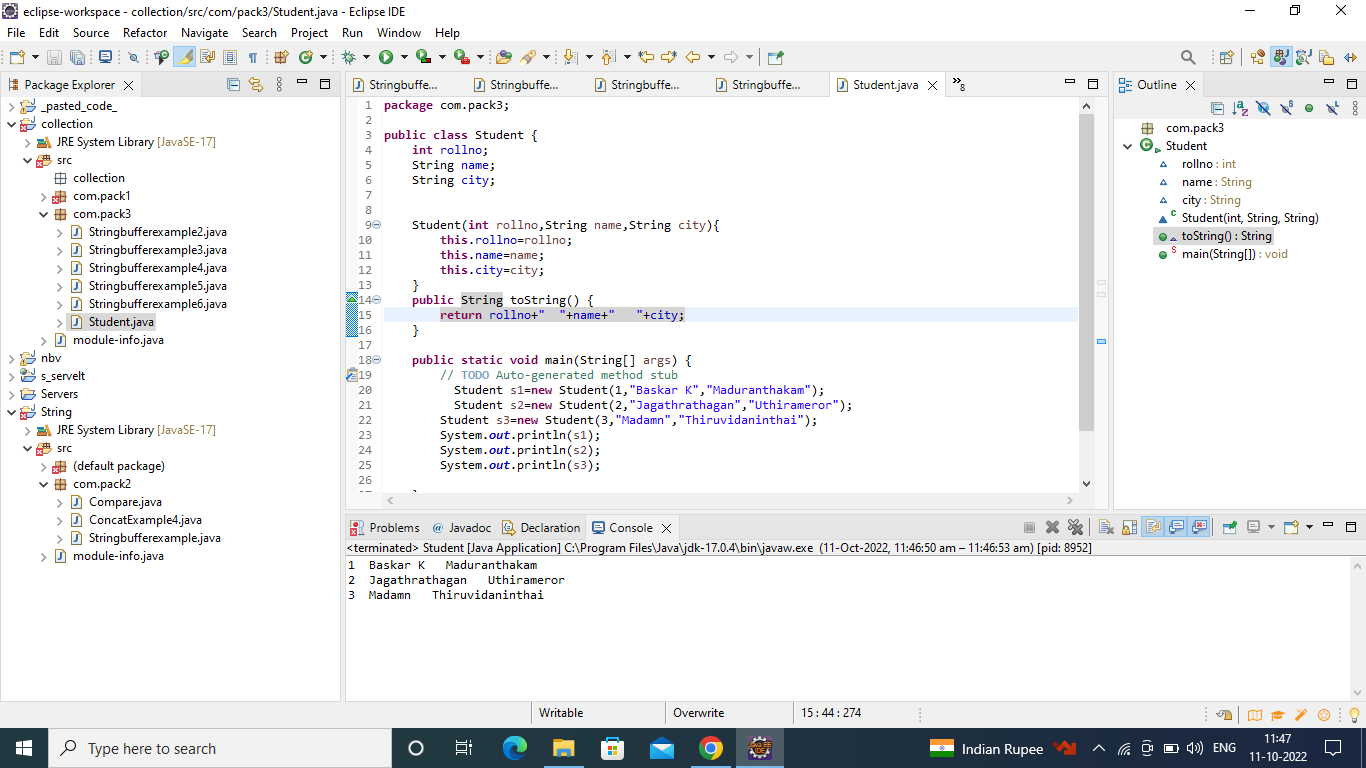 eclipse-workspace - collection/src/com/pack3/Student.java - Eclipse IDE
File Edit Source Refactor Navigate Search Project Run Window Help
Package Explorer
_pasted_code_
collection
JRE System Library [JavaSE-17]
src
collection
com.pack1
com.pack3
Stringbufferexample2.java
Stringbufferexample3.java
Stringbufferexample4.java
Stringbufferexample5.java
Stringbufferexample6.java
Student.java
module-info.java
nbv
s_servelt
Servers
String
JRE System Library [JavaSE-17]
src
(default package)
com.pack2
Compare.java
ConcatExample4.java
Stringbufferexample.java
module-info.java
Stringbuffe... Stringbuffe... Stringbuffe... Stringbuffe... Student.java »8
1 package com.pack3;
2
3 public class Student {
4 int rollno;
5 String name;
6 String city;
7
8
9 Student(int rollno,String name,String city){
10 this.rollno=rollno;
11 this.name=name;
12 this.city=city;
13 }
14 public String toString() {
15 return rollno+"  "+name+"   "+city;
16 }
17
18 public static void main(String[] args) {
19 // TODO Auto-generated method stub
20 Student s1=new Student(1,"Baskar K","Maduranthakam");
21 Student s2=new Student(2,"Jagathrathagan","Uthirameror");
22 Student s3=new Student(3,"Madamn","Thiruvidaninthai");
23 System.out.println(s1);
24 System.out.println(s2);
25 System.out.println(s3);
26
Outline
com.pack3
Student
rollno : int
name : String
city : String
Student(int, String, String)
toString() : String
main(String[]) : void
Problems @ Javadoc Declaration Console
<terminated> Student [Java Application] C:\Program Files\Java\jdk-17.0.4\bin\javaw.exe (11-Oct-2022, 11:46:50 am – 11:46:53 am) [pid: 8952]
1  Baskar K   Maduranthakam
2  Jagathrathagan   Uthirameror
3  Madamn   Thiruvidaninthai
Writable Overwrite 15 : 44 : 274
Type here to search
Indian Rupee ENG
11:47
11-10-2022